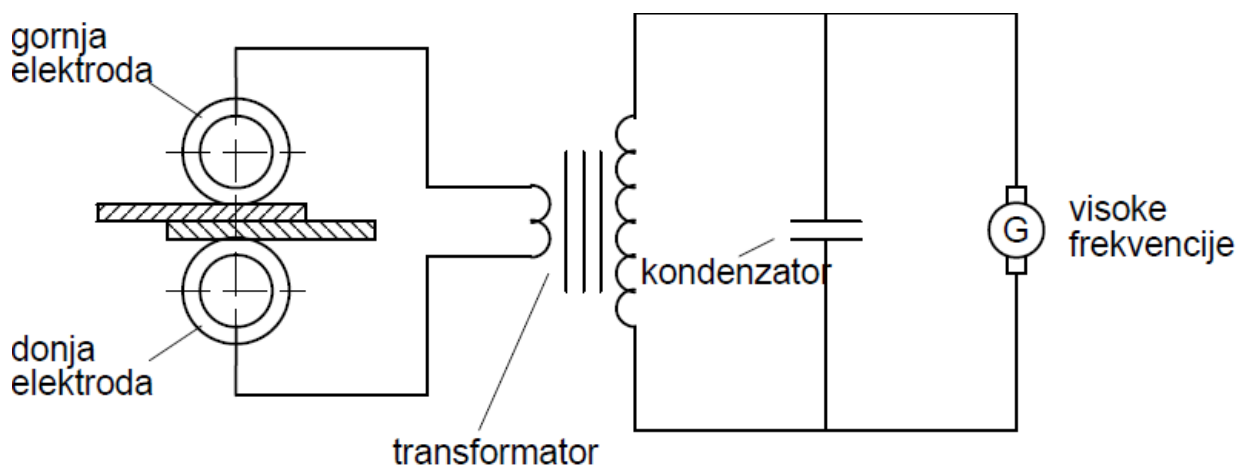 gornja
elektroda
visoke
frekvencije
G
kondenzator
donja
elektroda
transformator